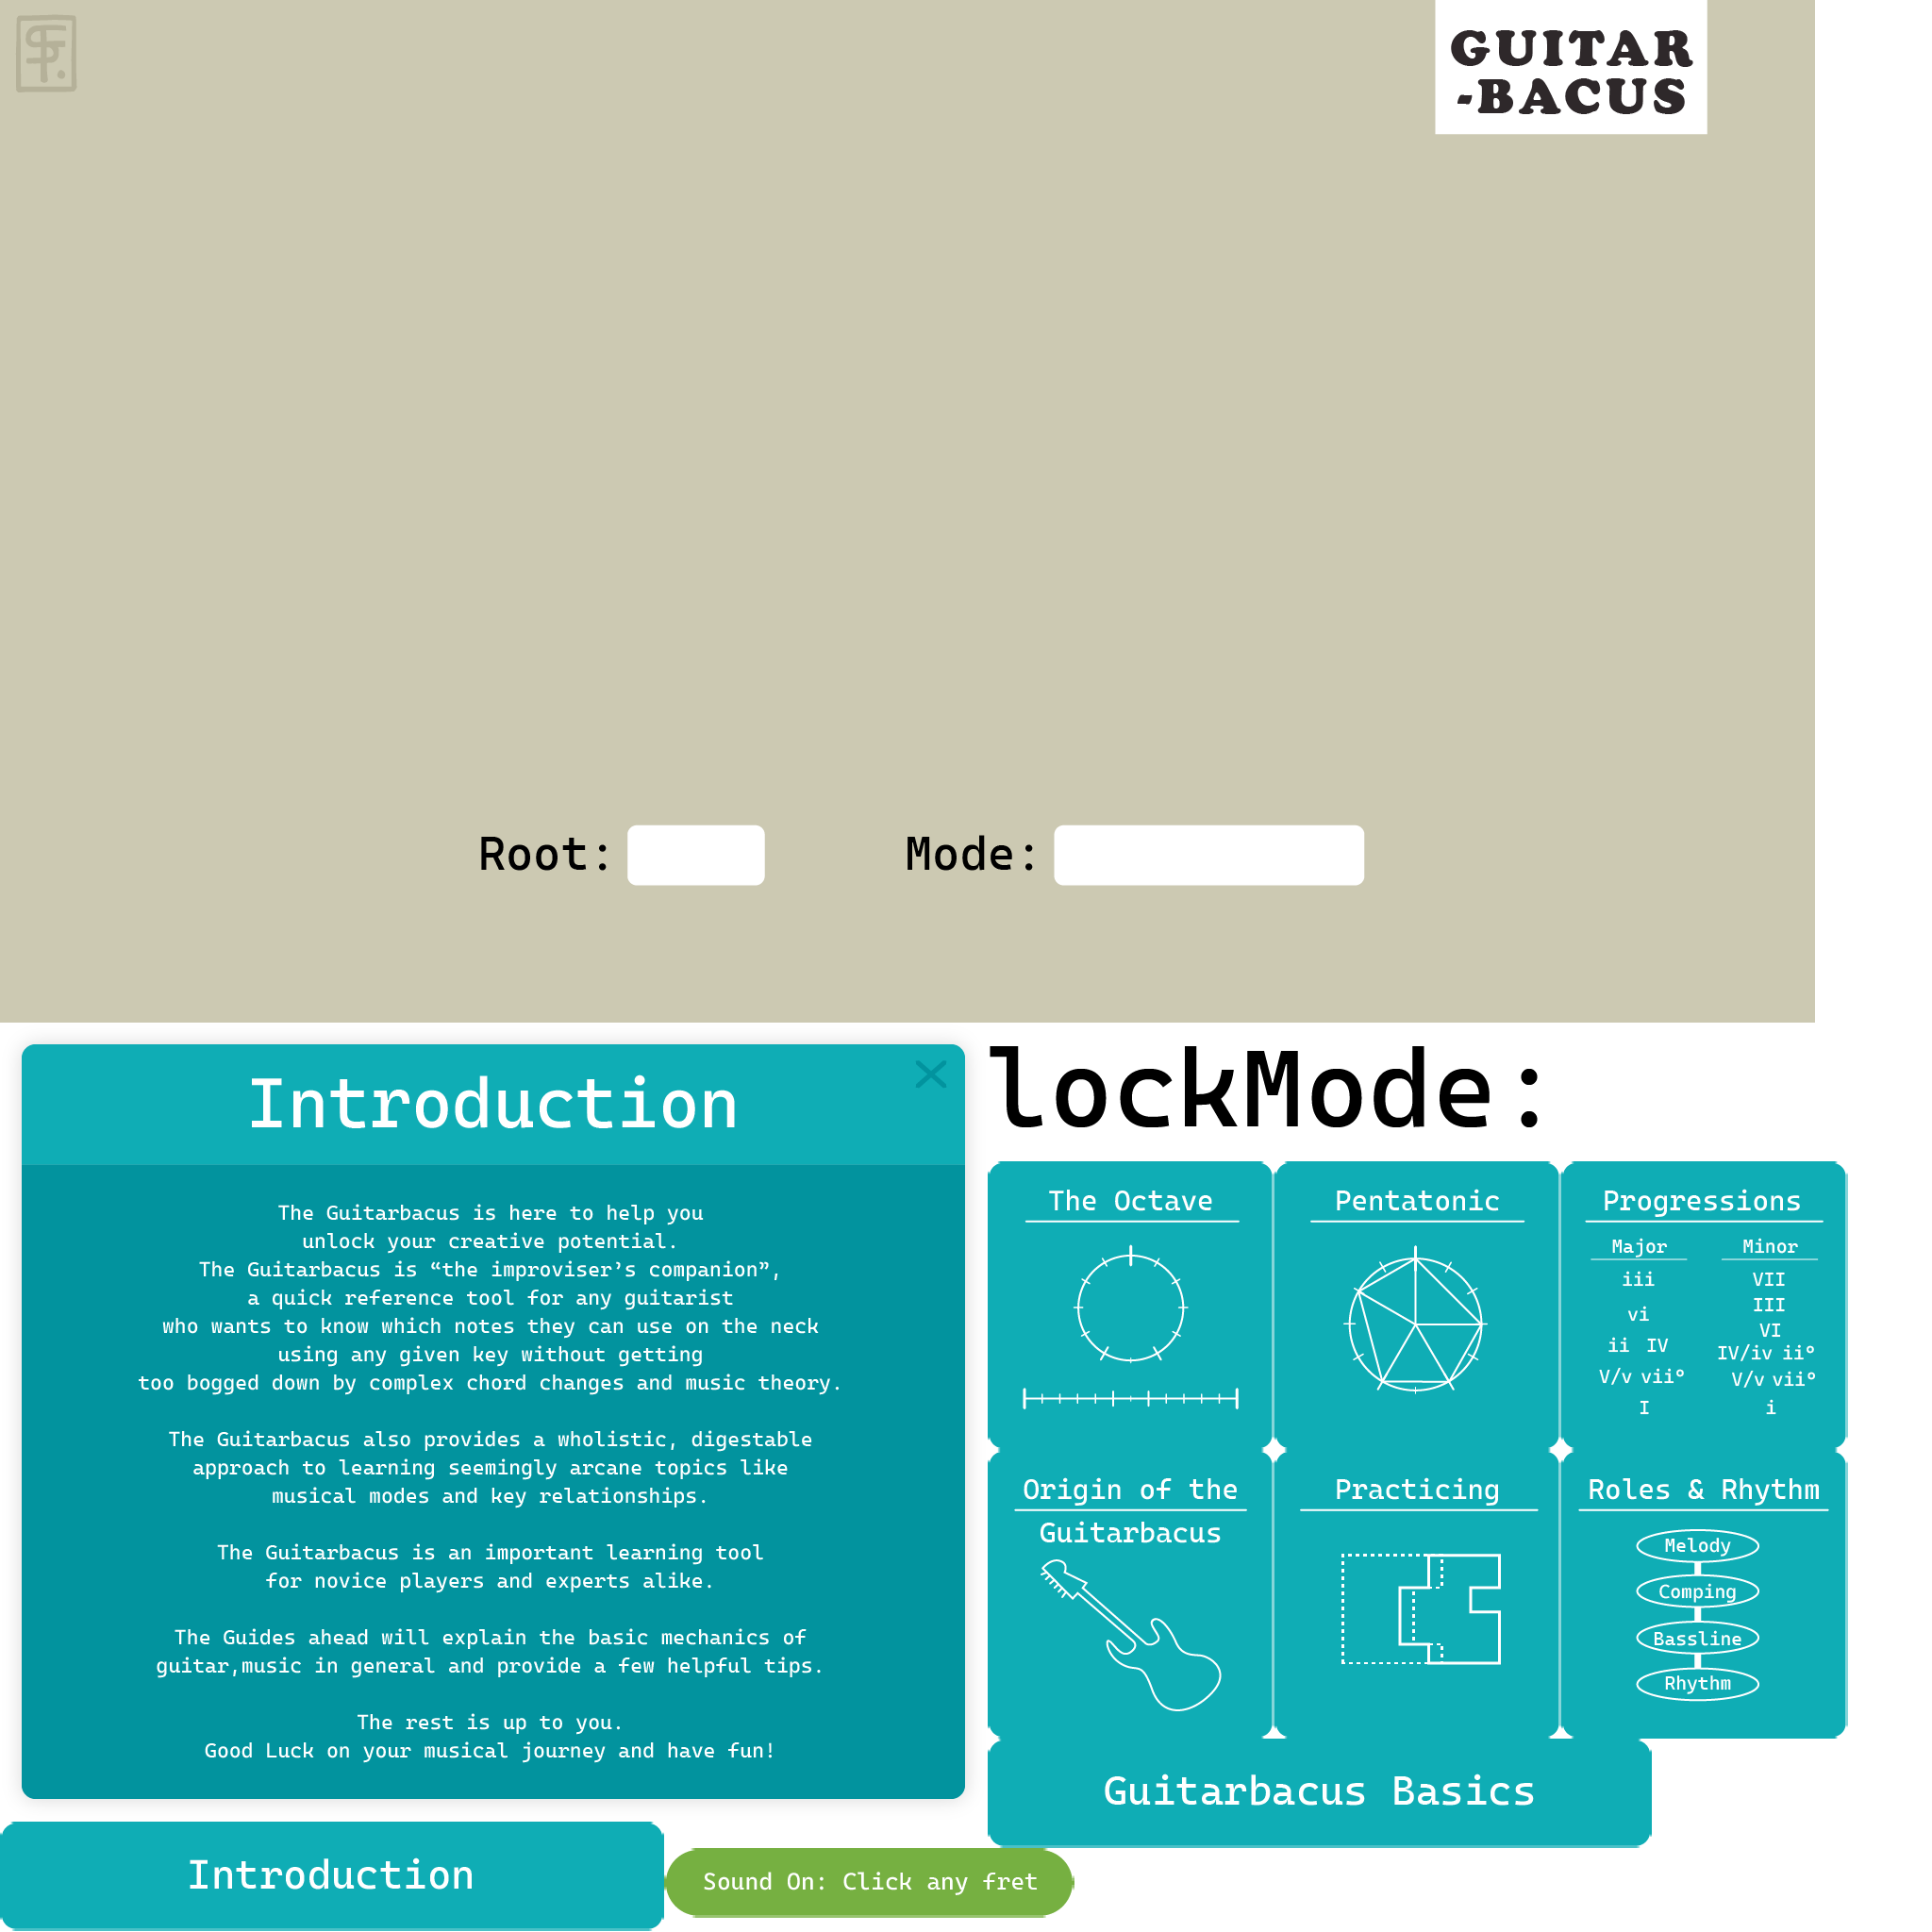 GUITAR
-BACUS
Root:
Mode:
Introduction
The Guitarbacus is here to help you
unlock your creative potential.
The Guitarbacus is “the improviser’s companion”,
a quick reference tool for any guitarist
who wants to know which notes they can use on the neck
using any given key without getting
too bogged down by complex chord changes and music theory.
The Guitarbacus also provides a wholistic, digestable
approach to learning seemingly arcane topics like
musical modes and key relationships.
The Guitarbacus is an important learning tool
for novice players and experts alike.
The Guides ahead will explain the basic mechanics of
guitar,music in general and provide a few helpful tips.
The rest is up to you.
Good Luck on your musical journey and have fun!
lockMode:
The Octave
Pentatonic
Progressions
Major
iii
vi
ii IV
V/v vii°
I
Minor
VII
III
VI
IV/iv ii°
V/v vii°
i
Origin of the
Guitarbacus
Practicing
Roles & Rhythm
Melody
Comping
Bassline
Rhythm
Guitarbacus Basics
Introduction
Sound On: Click any fret